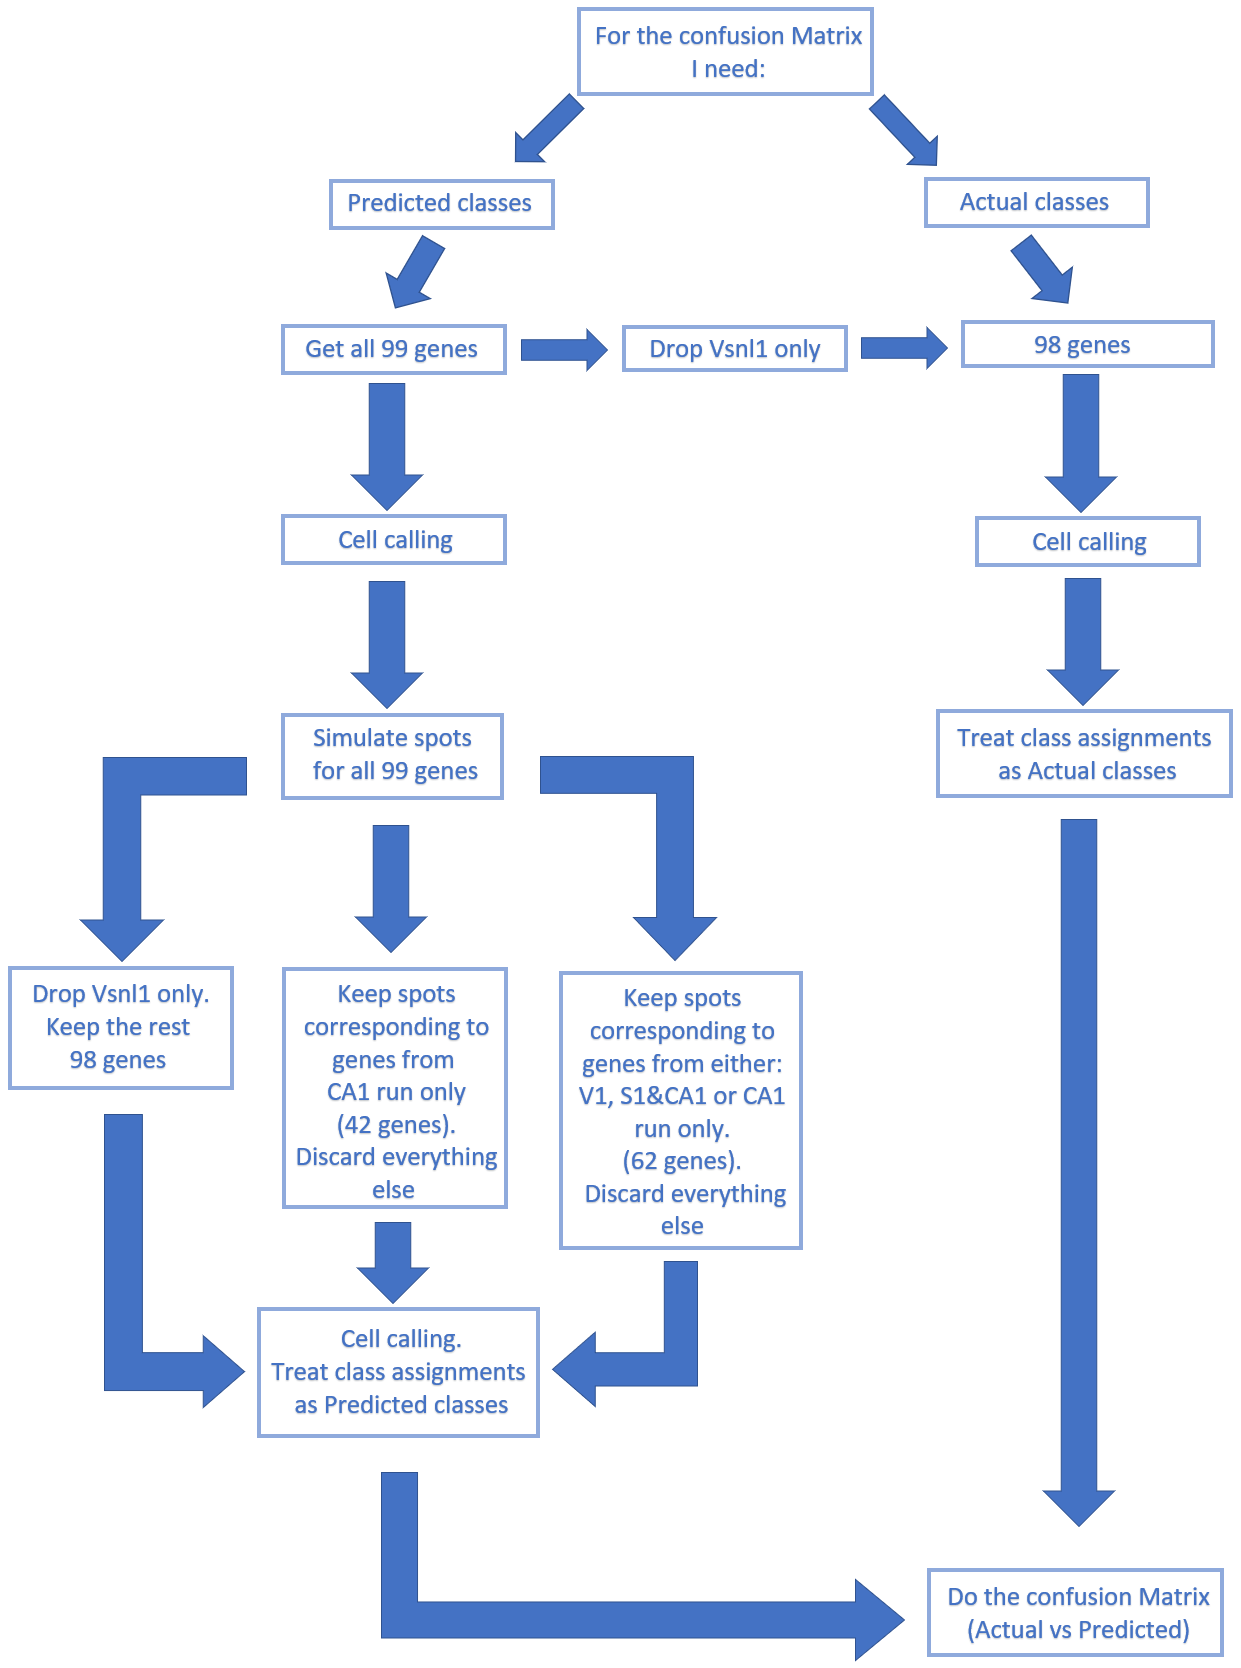 For the confusion Matrix
I need:
Predicted classes
Actual classes
Get all 99 genes
Drop Vsnl1 only
98 genes
Cell calling
Cell calling
Simulate spots
for all 99 genes
Treat class assignments
as Actual classes
Drop Vsnl1 only.
Keep the rest
98 genes
Keep spots
corresponding to
genes from
CA1 run only
(42 genes).
Discard everything
else
Keep spots
corresponding to
genes from either:
V1, S1&CA1 or CA1
run only.
(62 genes).
Discard everything
else
Cell calling.
Treat class assignments
as Predicted classes
Do the confusion Matrix
(Actual vs Predicted)